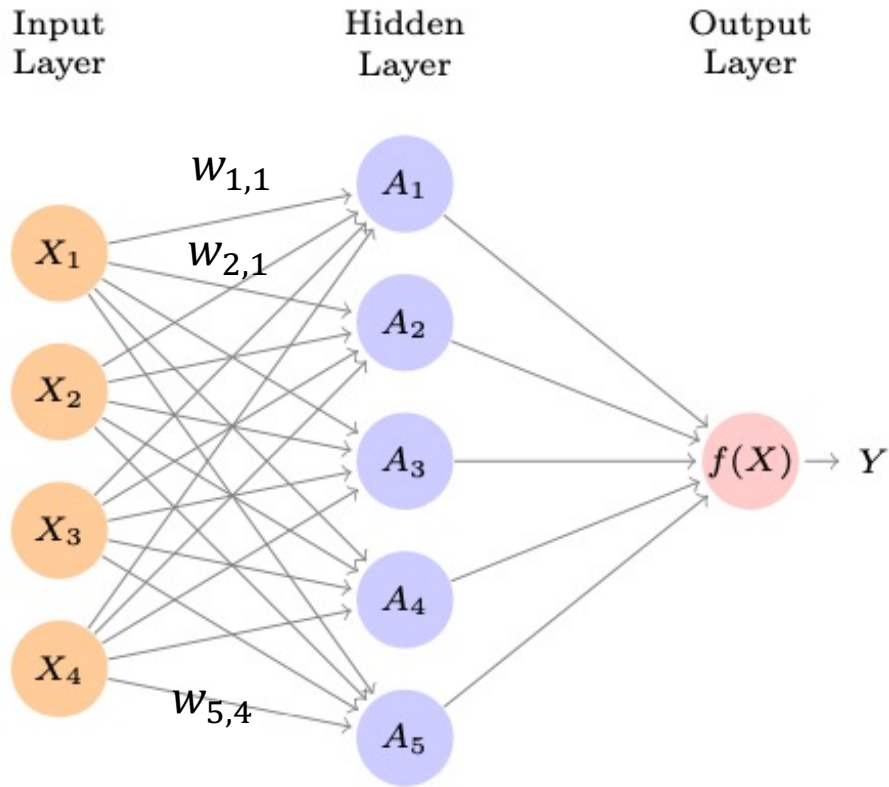 Input
Layer
Hidden
Layer
Output
Layer
w₁,₁
A₁
X₁
w₂,₁
A₂
X₂
A₃
f(X)
Y
X₃
A₄
X₄
w₅,₄
A₅